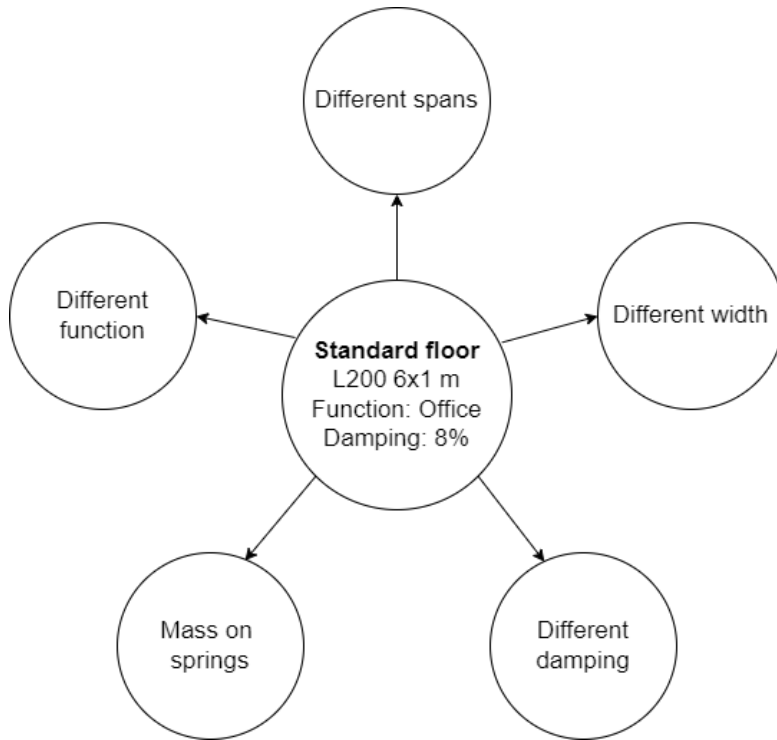 Different spans
Different
function
Different width
Standard floor
L200 6x1 m
Function: Office
Damping: 8%
Mass on
springs
Different
damping